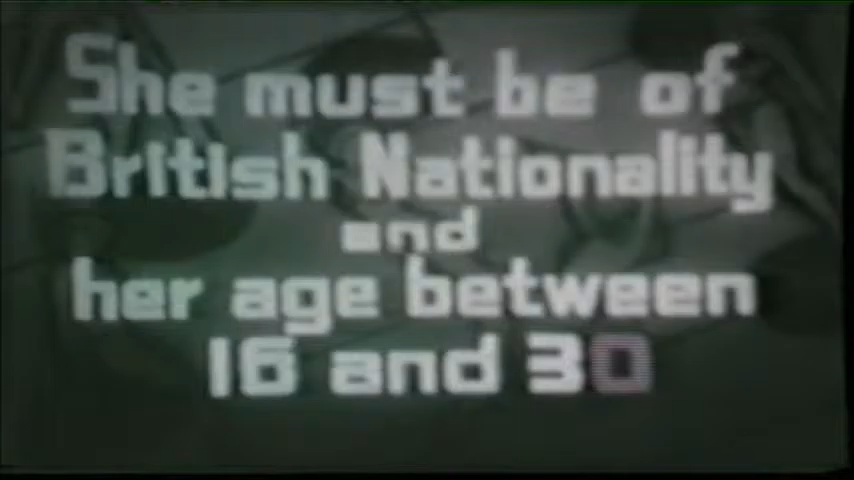 She must be of
British Nationality
and
her age between
16 and 30